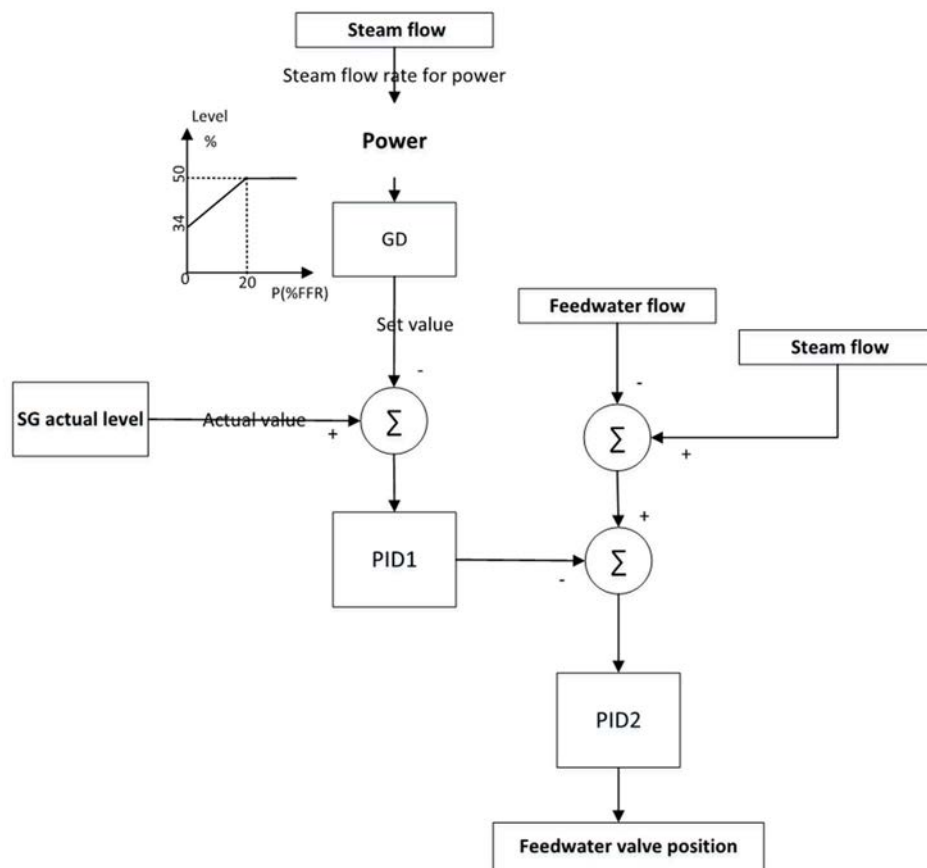 Steam flow
Steam flow rate for power
Level
%
Power
50
34
0
20
P(%FFR)
GD
Set value
-
Feedwater flow
Steam flow
-
SG actual level
Actual value
+
Σ
Σ
+
+
PID1
-
Σ
PID2
Feedwater valve position